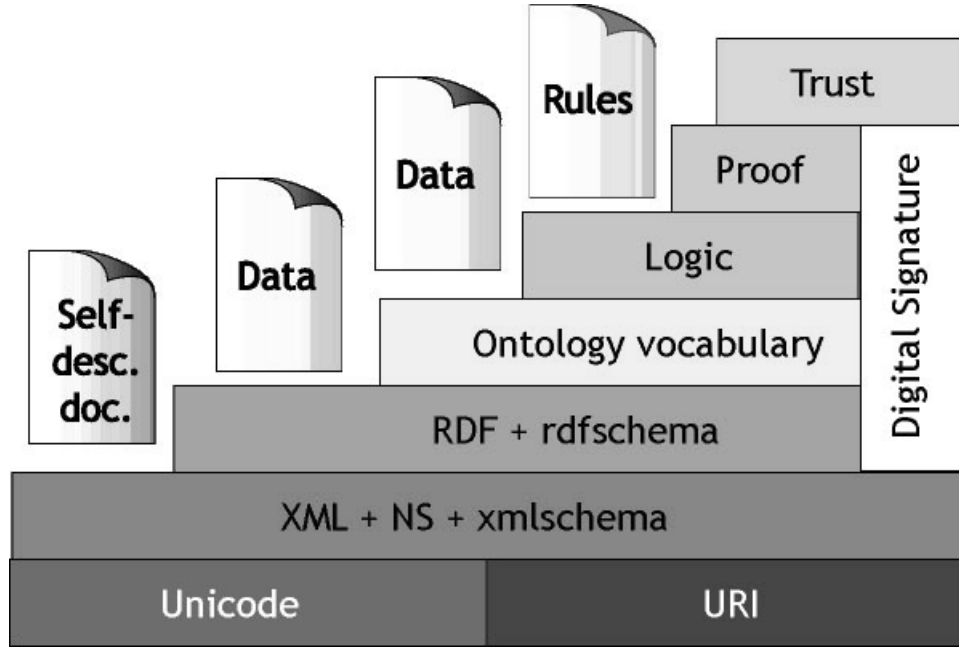 Trust
Rules
Proof
Data
Logic
Data
Self-
desc.
doc.
Ontology vocabulary
Digital Signature
RDF + rdfschema
XML + NS + xmlschema
Unicode
URI